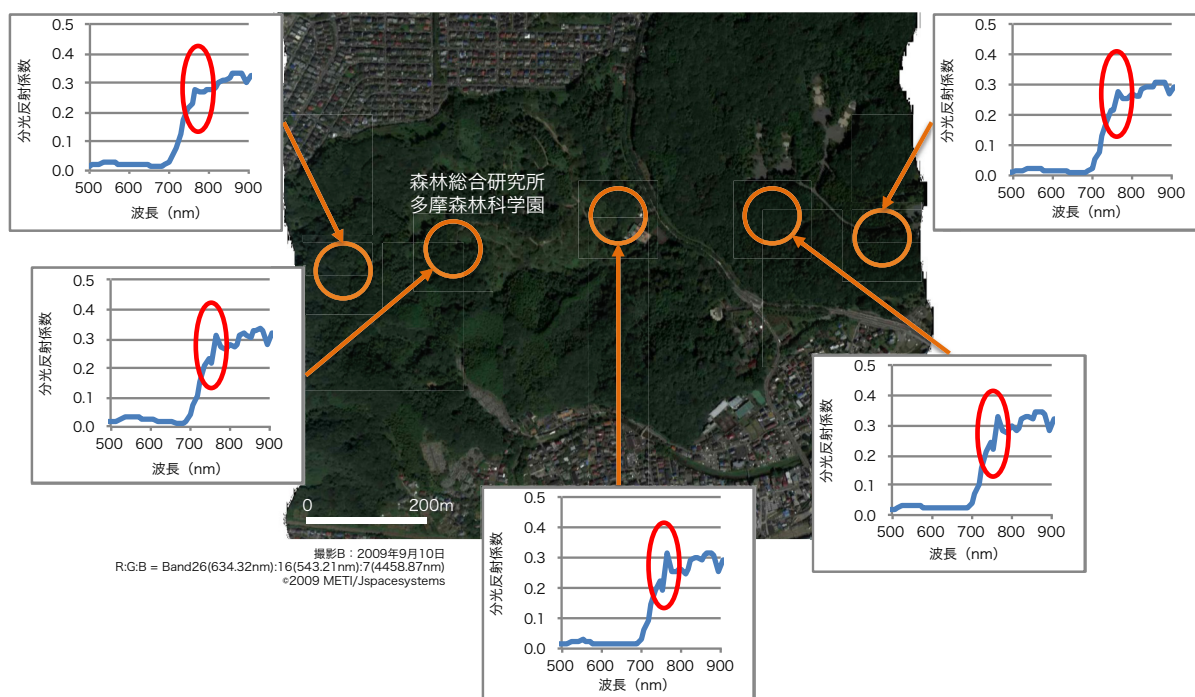 0.5
0.4
0.3
0.2
0.1
0.0
500 600 700 800 900
分光反射係数
波長（nm）
0.5
0.4
0.3
0.2
0.1
0.0
500 600 700 800 900
分光反射係数
波長（nm）
森林総合研究所
多摩森林科学園
0.5
0.4
0.3
0.2
0.1
0.0
500 600 700 800 900
分光反射係数
波長（nm）
0.5
0.4
0.3
0.2
0.1
0.0
500 600 700 800 900
分光反射係数
波長（nm）
0 200m
撮影B：2009年9月10日
R:G:B = Band26(634.32nm):16(543.21nm):7(4458.87nm)
©2009 METI/Jspacesystems
0.5
0.4
0.3
0.2
0.1
0.0
500 600 700 800 900
分光反射係数
波長（nm）